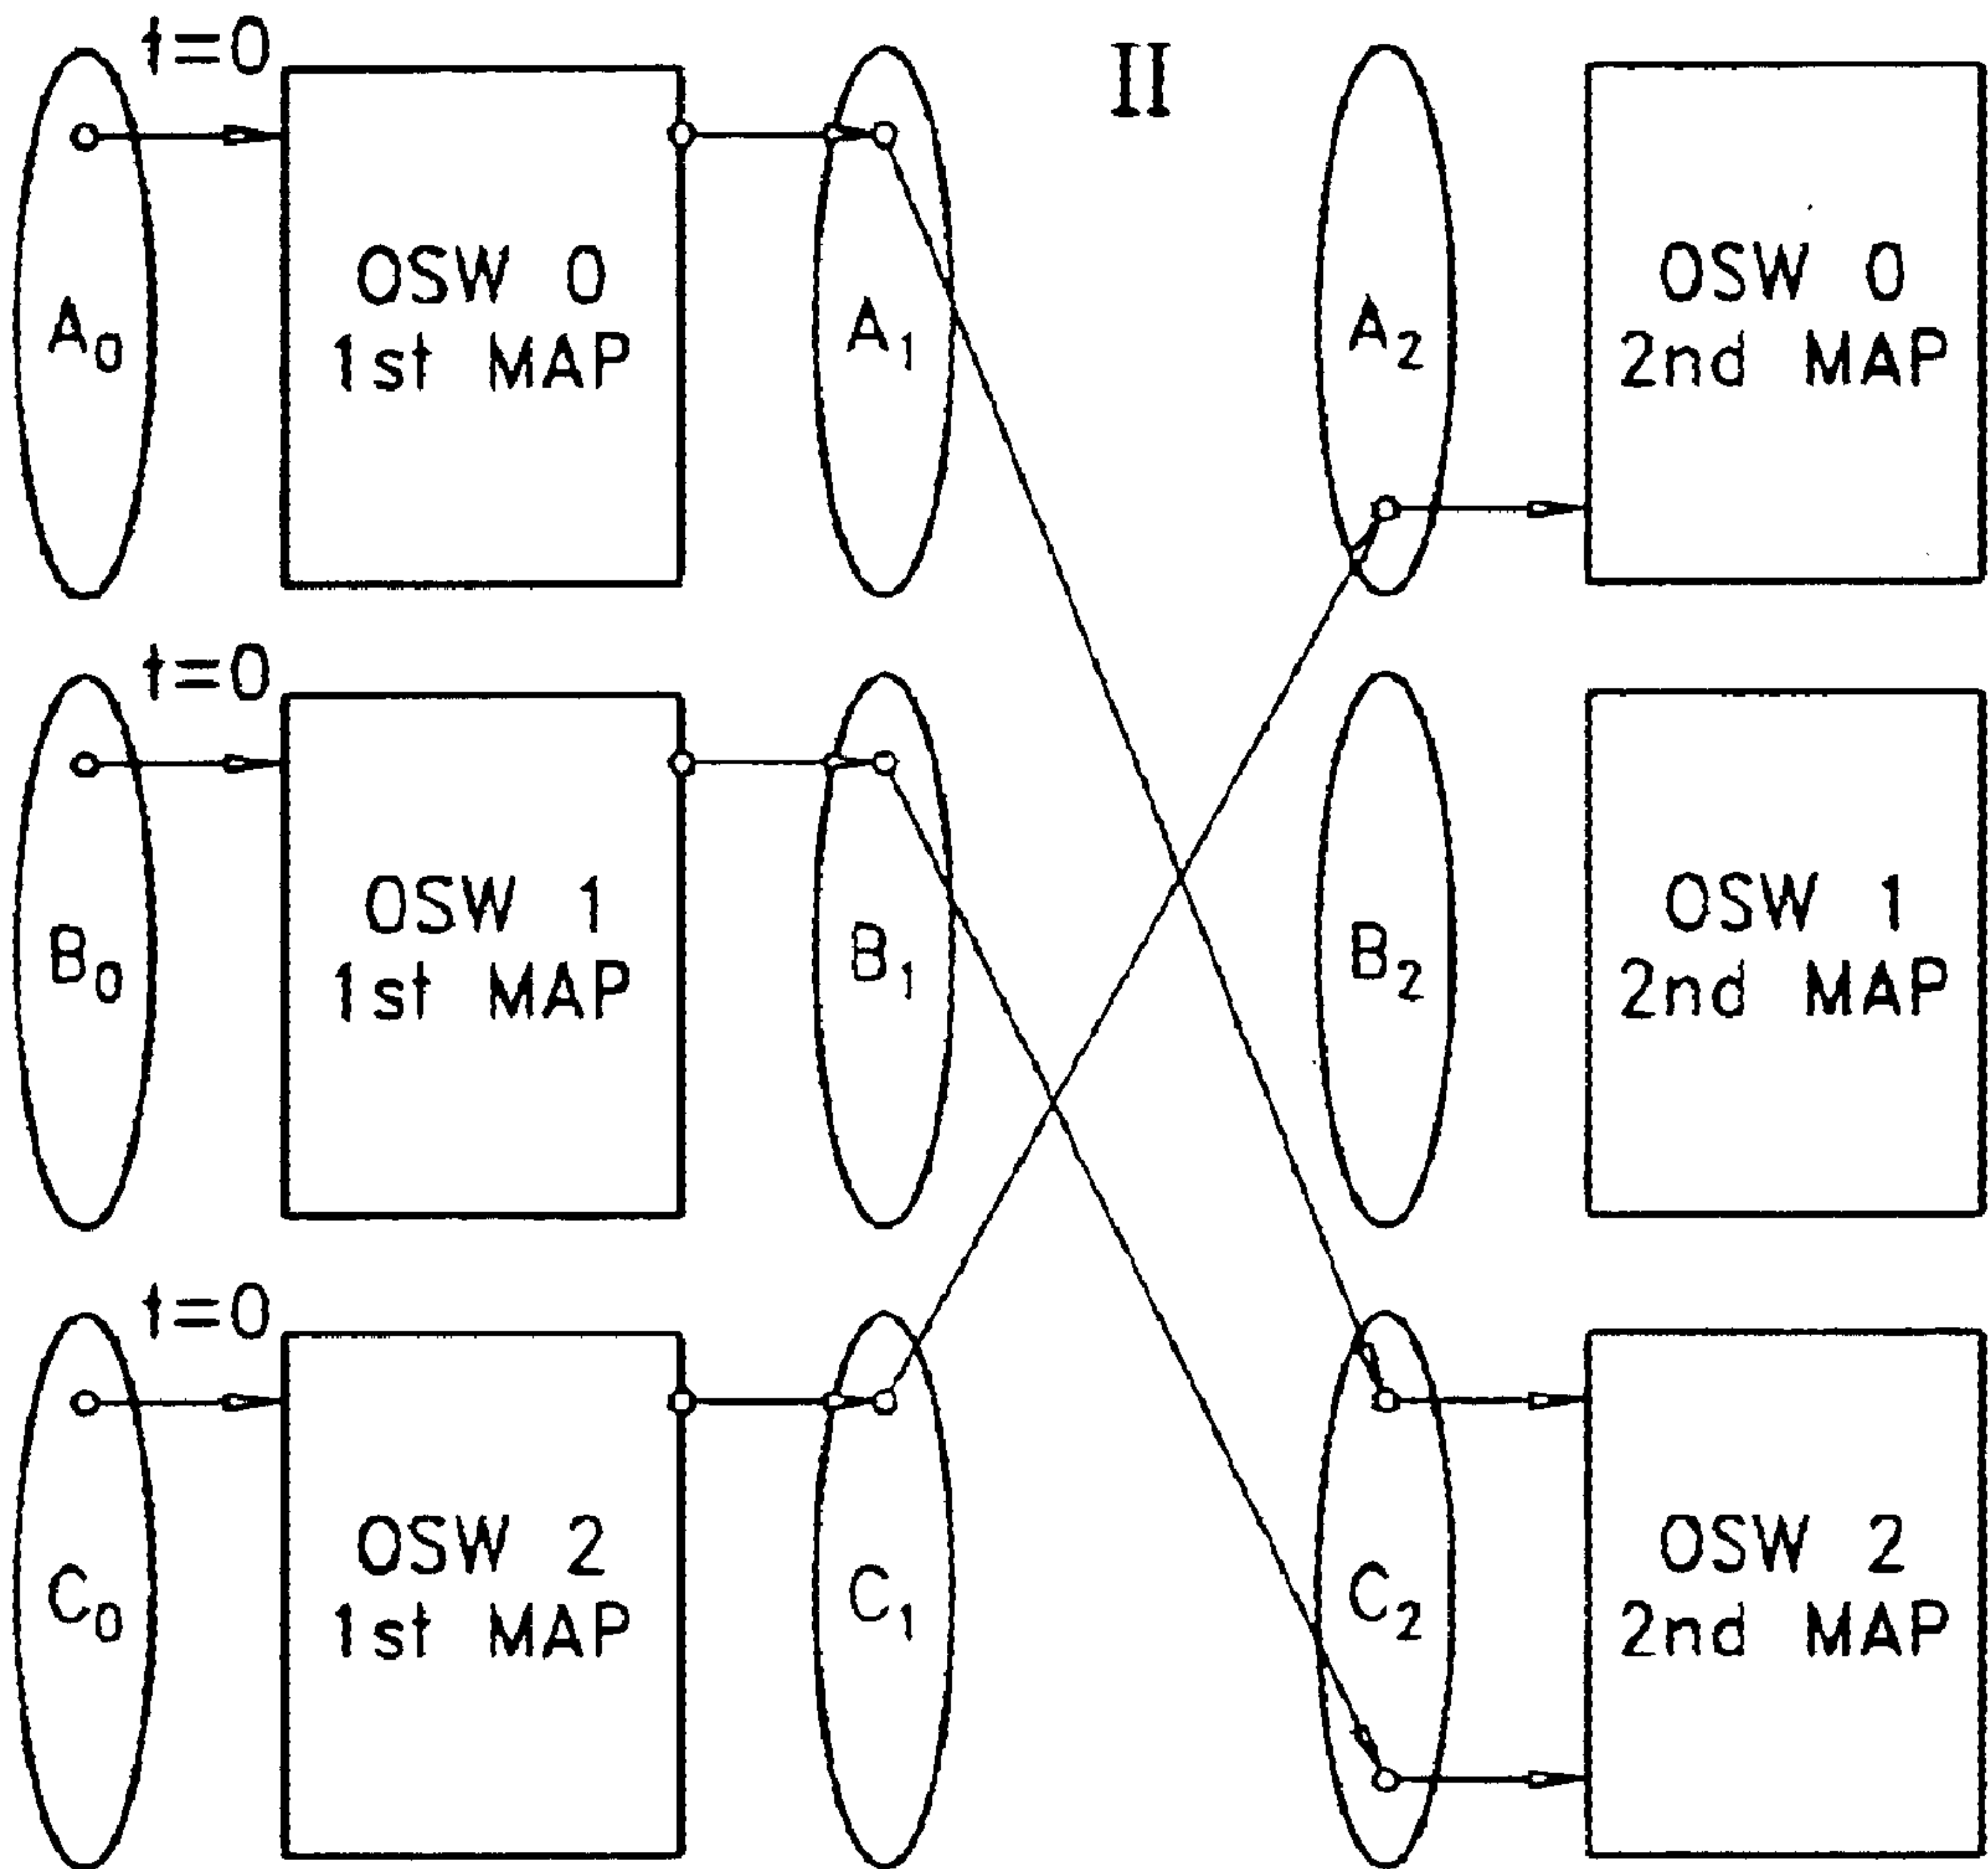 t=0
II
A0
OSW 0
1st MAP
A1
A2
OSW 0
2nd MAP
t=0
B0
OSW 1
1st MAP
B1
B2
OSW 1
2nd MAP
t=0
C0
OSW 2
1st MAP
C1
C2
OSW 2
2nd MAP